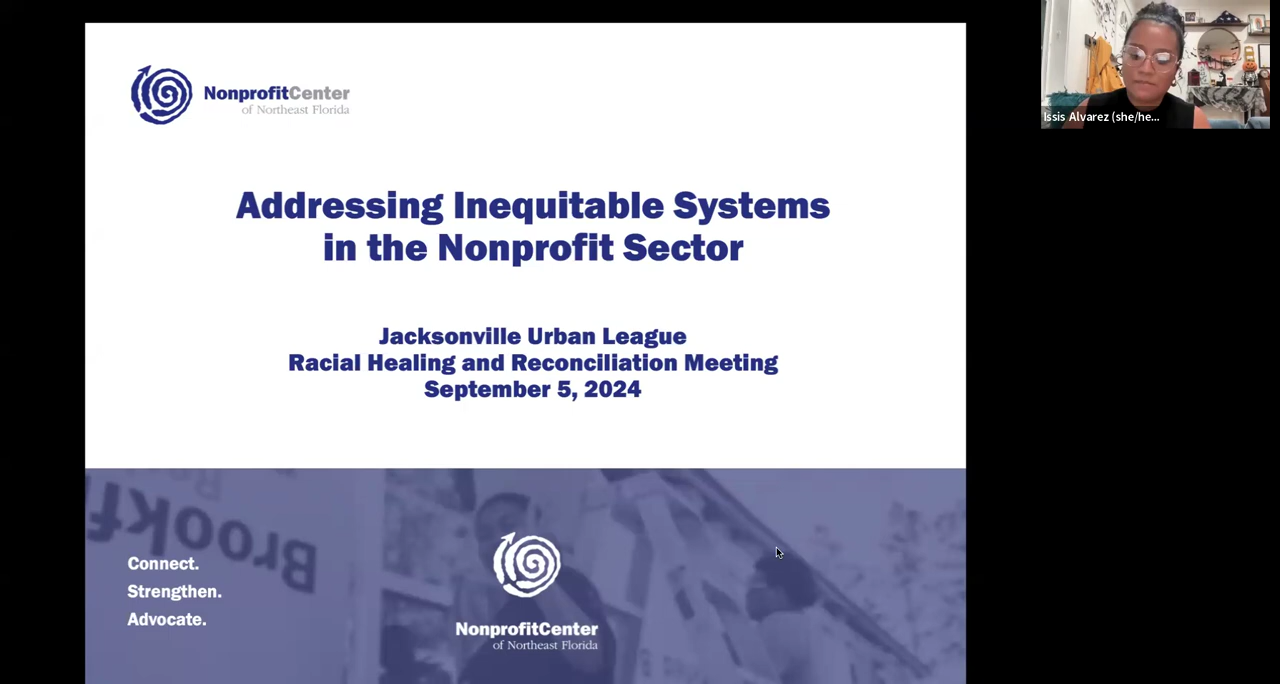 NonprofitCenter
of Northeast Florida
Addressing Inequitable Systems
in the Nonprofit Sector
Jacksonville Urban League
Racial Healing and Reconciliation Meeting
September 5, 2024
Connect.
Strengthen.
Advocate.
NonprofitCenter
of Northeast Florida
Issis Alvarez (she/he...